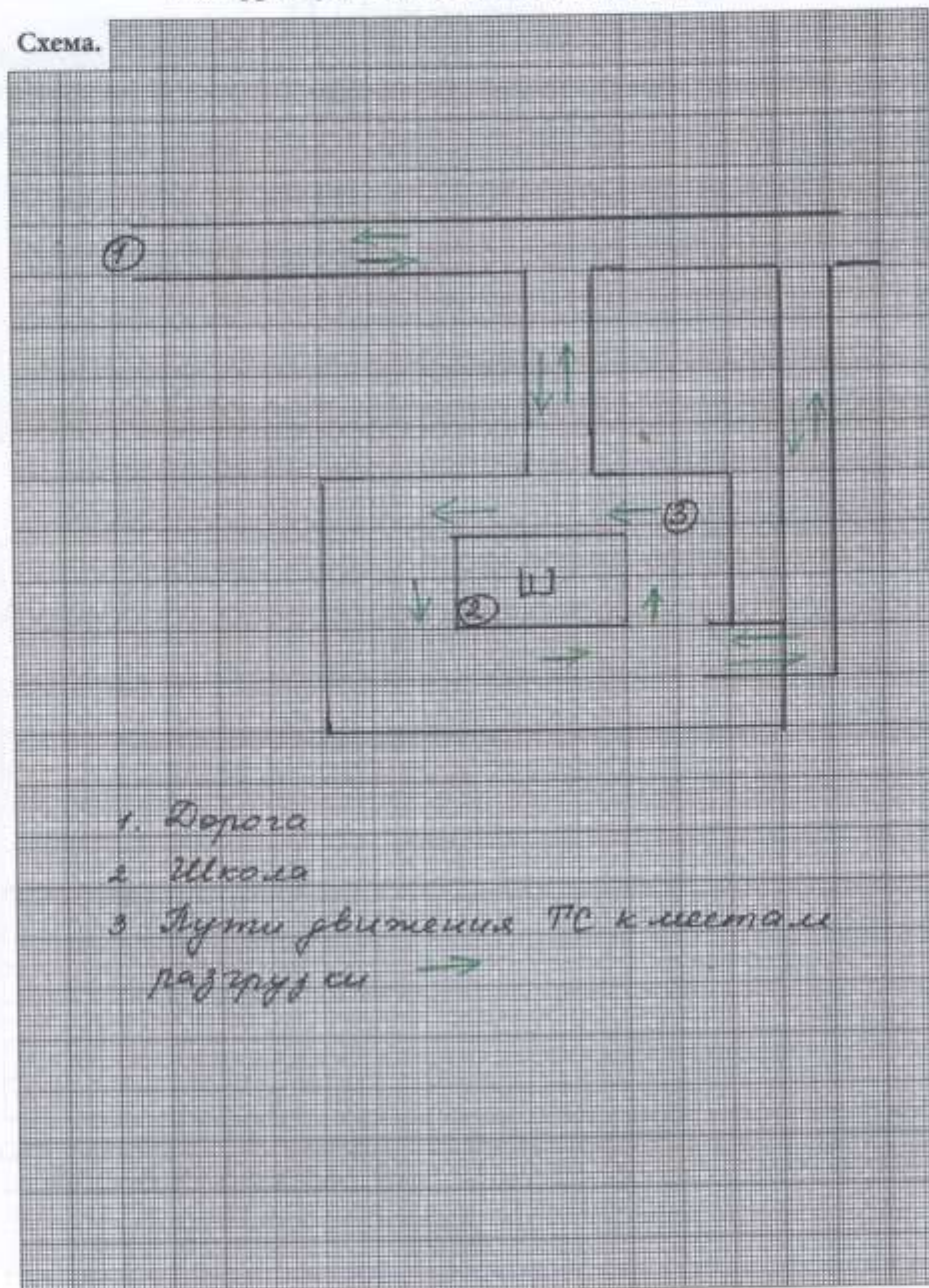 Схема.
1
3
Ш
2
1. Дорога
2 Школа
3 Пути движения ТС к местам
разгрузки